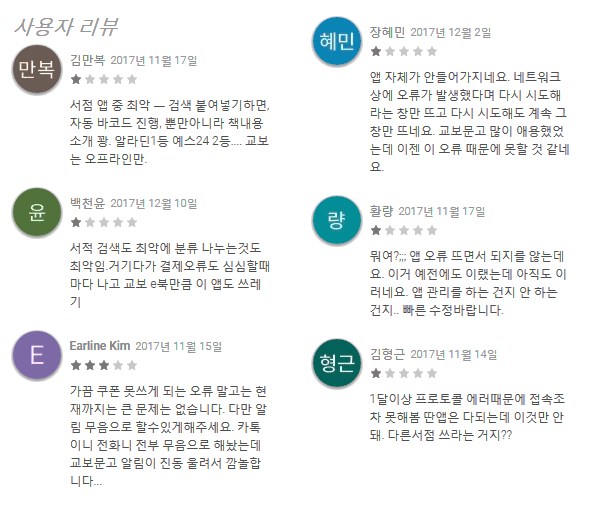 사용자 리뷰
만복
김만복 2017년 11월 17일
서점 앱 중 최악 — 검색 붙여넣기하면,
자동 바코드 진행, 뿐만아니라 책내용
소개 꽝. 알라딘1등 예스24 2등.... 교보
는 오프라인만.
윤
백천윤 2017년 12월 10일
서적 검색도 최악에 분류 나누는것도
최악임.거기다가 결제오류도 심심할때
마다 나고 교보 e북만큼 이 앱도 쓰레
기
E
Earline Kim 2017년 11월 15일
가끔 쿠폰 못쓰게 되는 오류 말고는 현
재까지는 큰 문제는 없습니다. 다만 알
림 무음으로 할수있게해주세요. 카톡
이니 전화니 전부 무음으로 해놨는데
교보문고 알림이 진동 울려서 깜놀합
니다...
혜민
장혜민 2017년 12월 2일
앱 자체가 안들어가지네요. 네트워크
상에 오류가 발생했다며 다시 시도해
라는 창만 뜨고 다시 시도해도 계속 그
창만 뜨네요. 교보문고 많이 애용했었
는데 이젠 이 오류 때문에 못할 것 같네
요.
량
활량 2017년 11월 17일
뭐여?;;; 앱 오류 뜨면서 되지를 않는데
요. 이거 예전에도 이랬는데 아직도 이
러네요. 앱 관리를 하는 건지 안 하는
건지.. 빠른 수정바랍니다.
형근
김형근 2017년 11월 14일
1달이상 프로토콜 에러때문에 접속조
차 못해봄 딴앱은 다되는데 이것만 안
돼. 다른서점 쓰라는 거지??